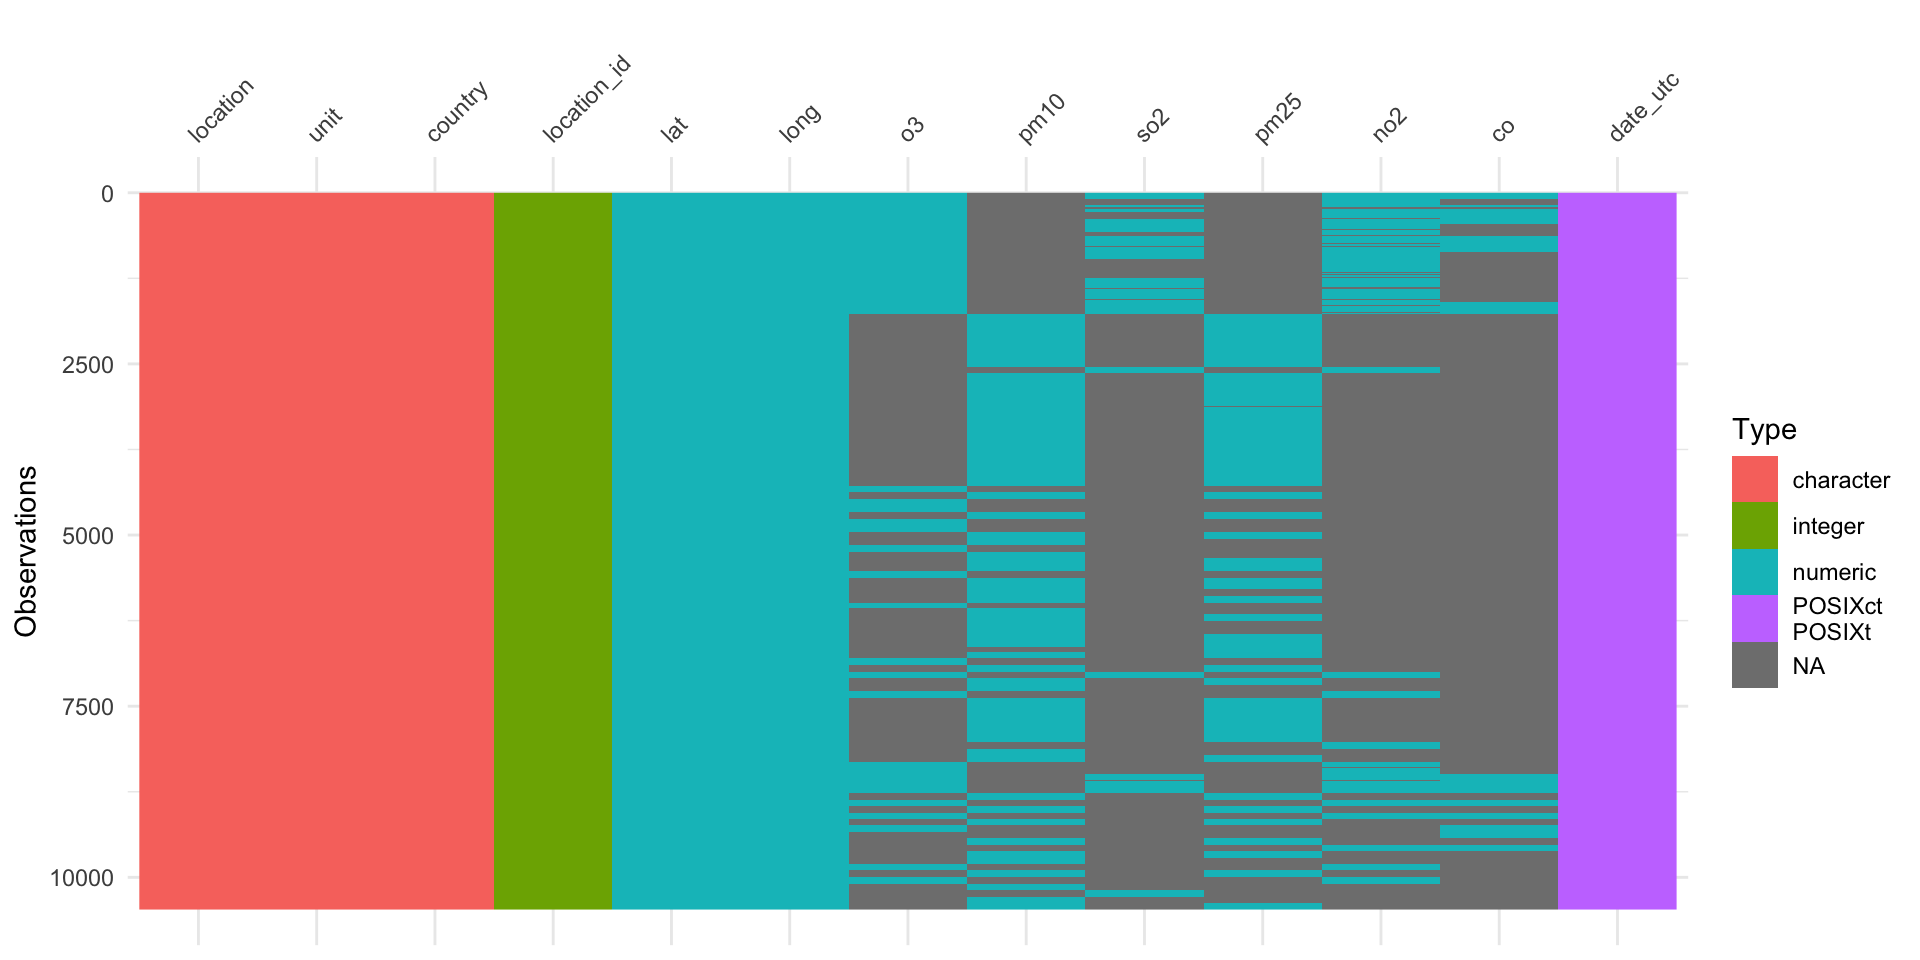 location
unit
country
location_id
lat
long
o3
pm10
so2
pm25
no2
co
date_utc
0
2500
5000
7500
10000
Observations
Type
character
integer
numeric
POSIXct
POSIXt
NA